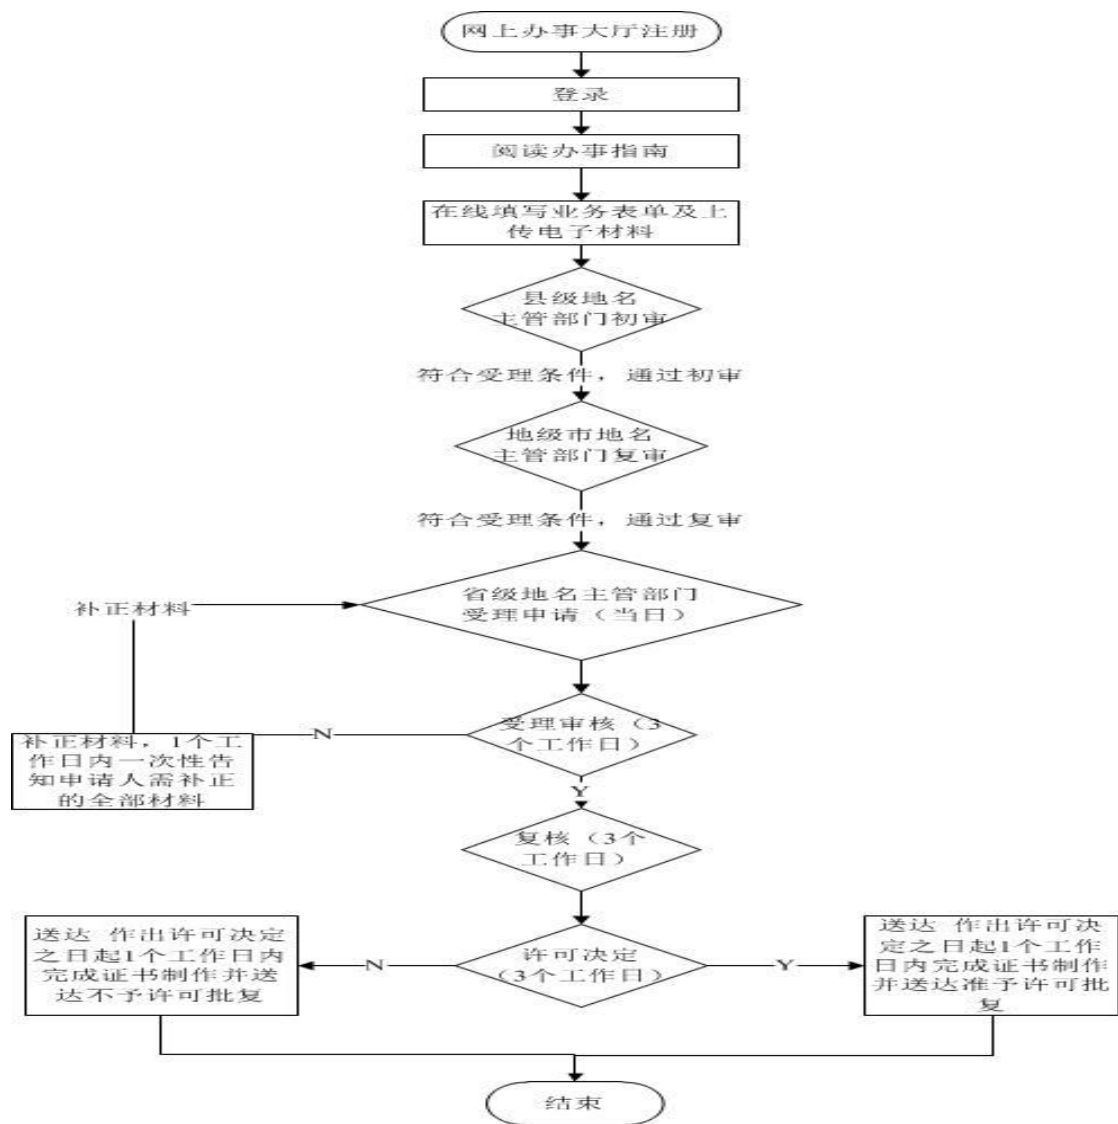 网上办事大厅注册
登录
阅读办事指南
在线填写业务表单及上
传电子材料
县级地名
主管部门初审
符合受理条件，通过初审
地级市地名
主管部门复审
符合受理条件，通过复审
省级地名主管部门
受理申请（当日）
补正材料
受理审核（3
个工作日）
N
补正材料，1个工
作日内一次性告
知申请人需补正
的全部材料
Y
复核（3个
工作日）
许可决定
（3个工作日）
N
Y
送达 作出许可决定
之日起1个工作日内
完成证书制作并送
达不予许可批复
送达 作出许可决
定之日起1个工作
日内完成证书制作
并送达准予许可批
复
结束